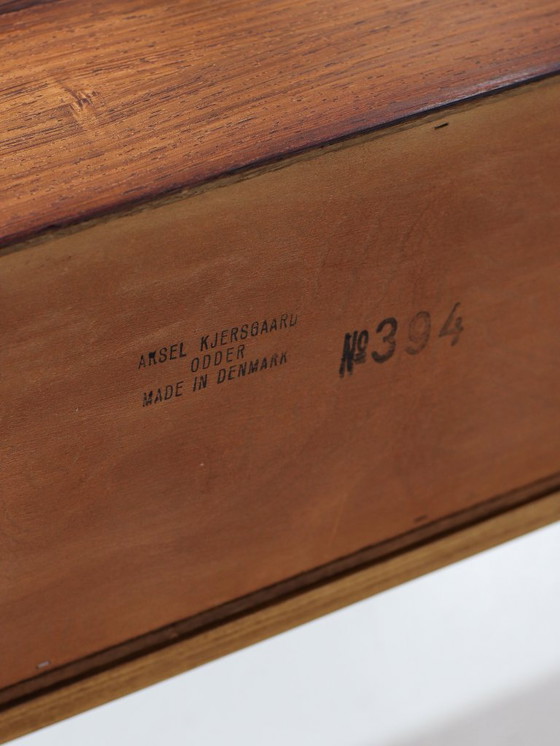 AKSEL KJERSGAARD
ODDER
MADE IN DENMARK
№394